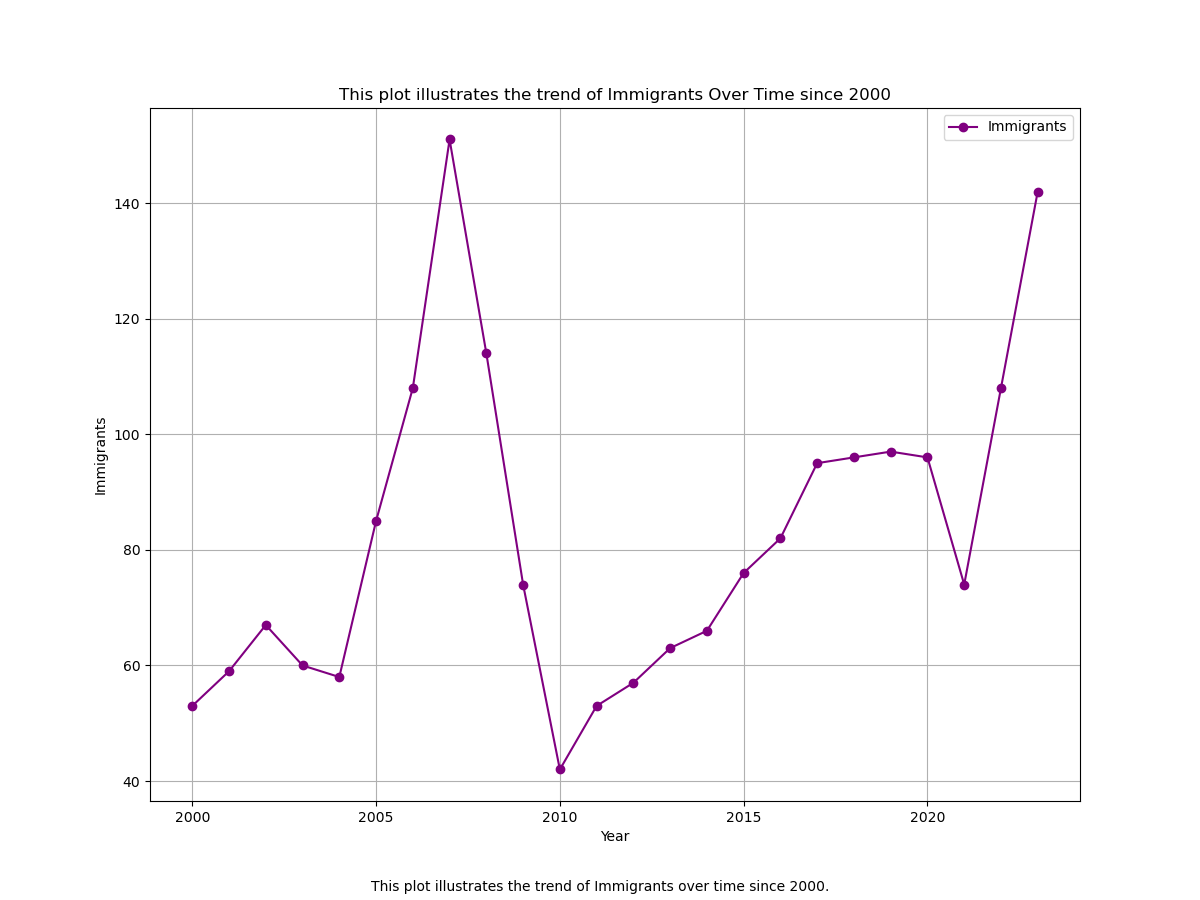 This plot illustrates the trend of Immigrants Over Time since 2000
Immigrants
140
120
100
80
60
40
Immigrants
2000 2005 2010 2015 2020
Year
This plot illustrates the trend of Immigrants over time since 2000.